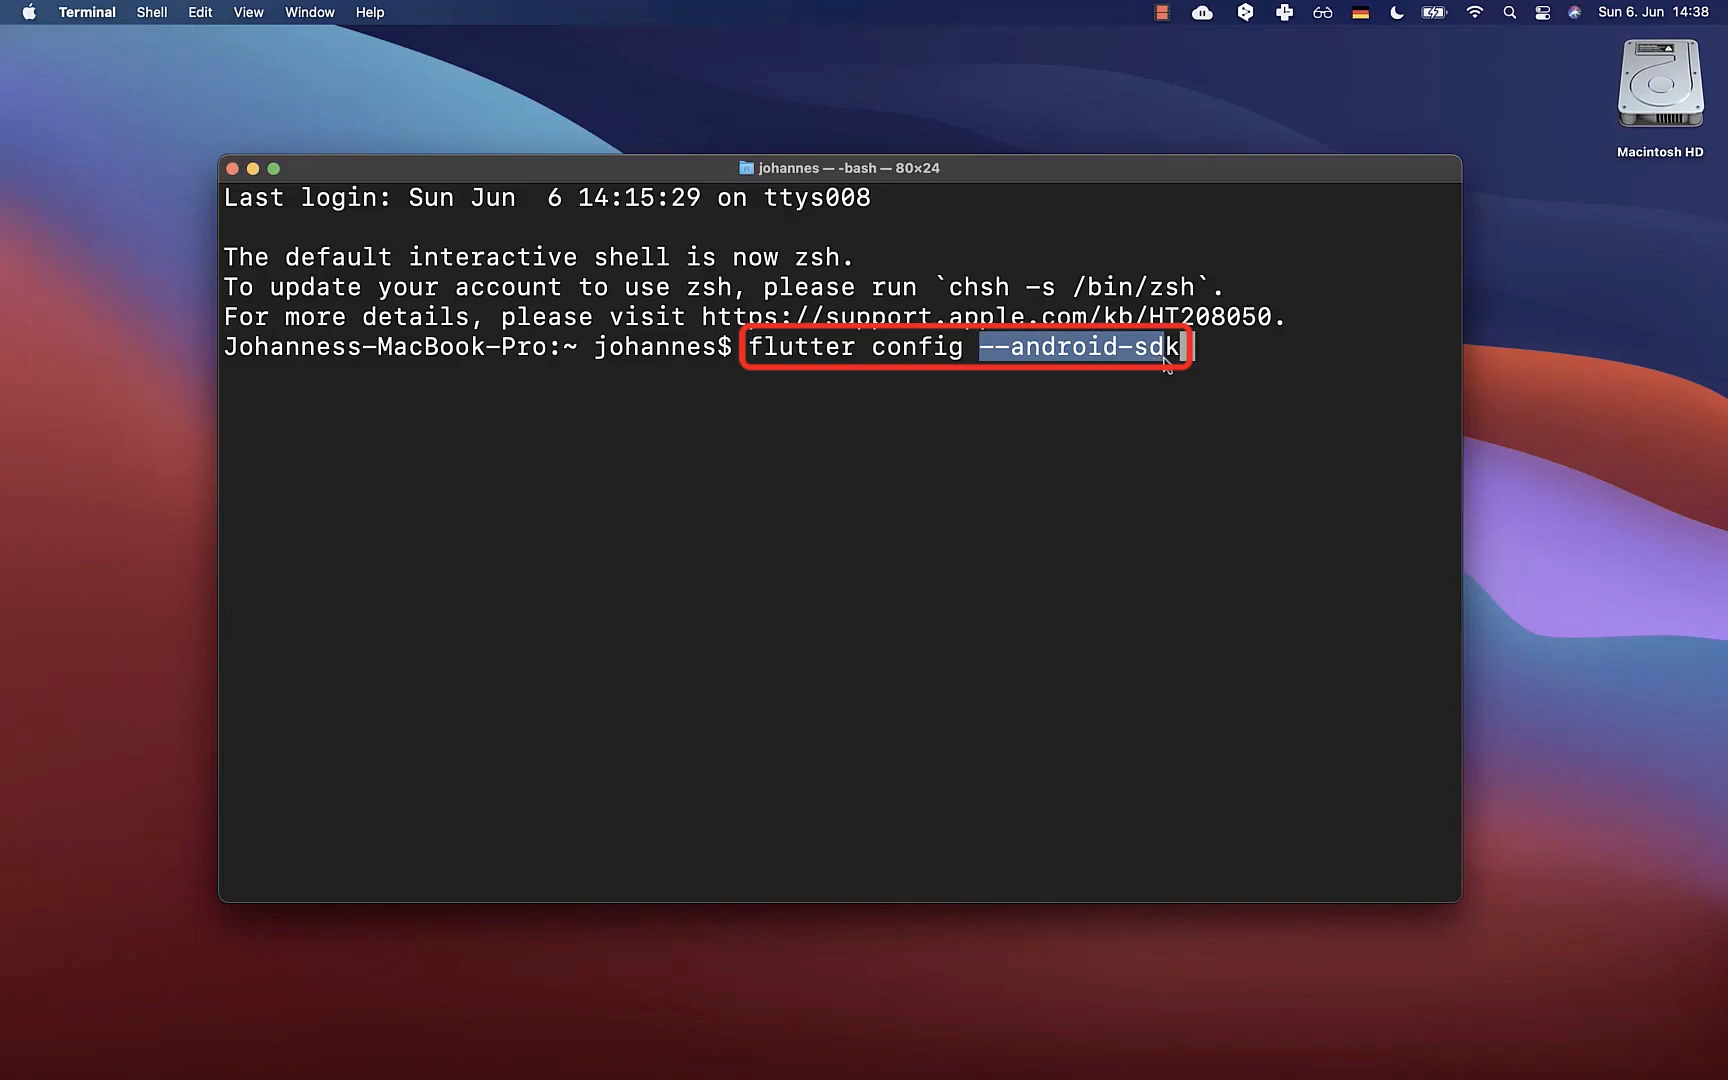 Terminal Shell Edit View Window Help Sun 6. Jun 14:38
Macintosh HD
johannes — -bash — 80×24
Last login: Sun Jun  6 14:15:29 on ttys008
The default interactive shell is now zsh.
To update your account to use zsh, please run `chsh -s /bin/zsh`.
For more details, please visit https://support.apple.com/kb/HT208050.
Johanness-MacBook-Pro:~ johannes$ flutter config --android-sdk